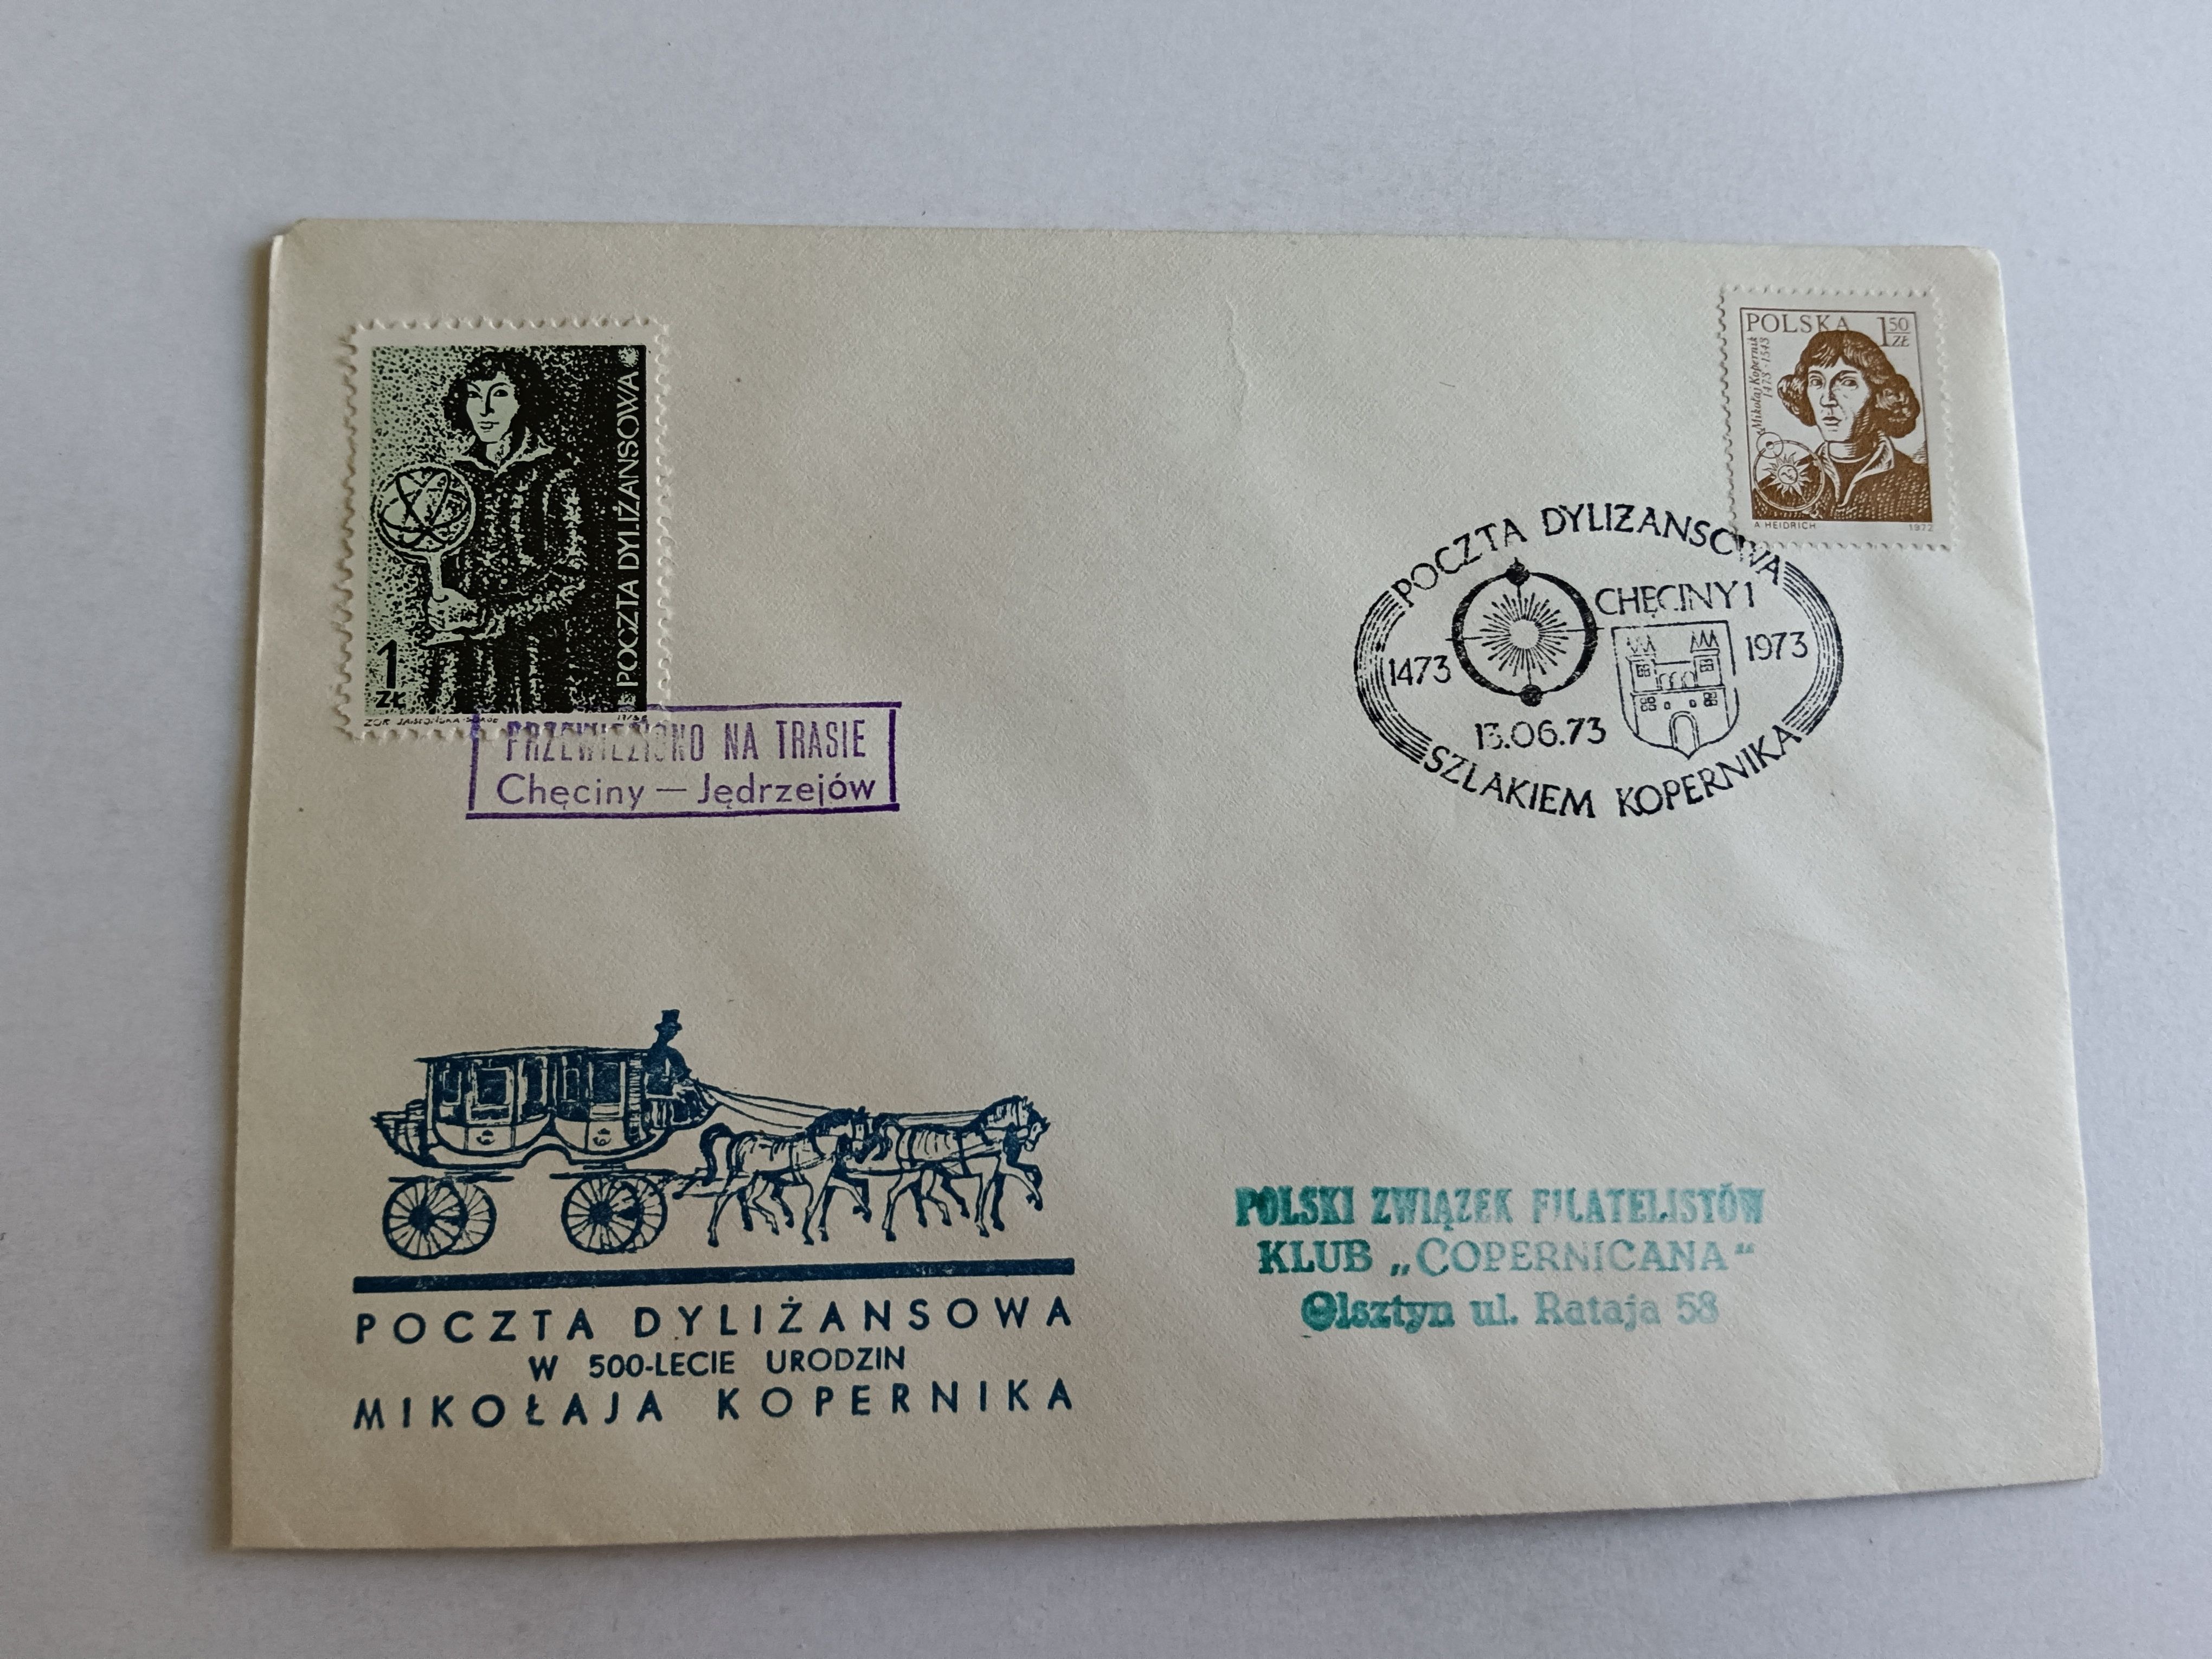 POCZTA DYLIŻANSOWA
1
ZŁ
POLSKA 1 50 ZŁ
Mikołaj Kopernik
1473-1543
A HEIDRICH 1972
PRZEWIEZIONO NA TRASIE
Chęciny — Jędrzejów
POCZTA DYLIŻANSOWA
CHĘCINY 1
1473
1973
13.06.73
SZLAKIEM KOPERNIKA
POLSKI ZWIĄZEK FILATELISTÓW
KLUB „COPERNICANA“
Olsztyn ul. Rataja 58
POCZTA DYLIŻANSOWA
W 500-LECIE URODZIN
MIKOŁAJA KOPERNIKA